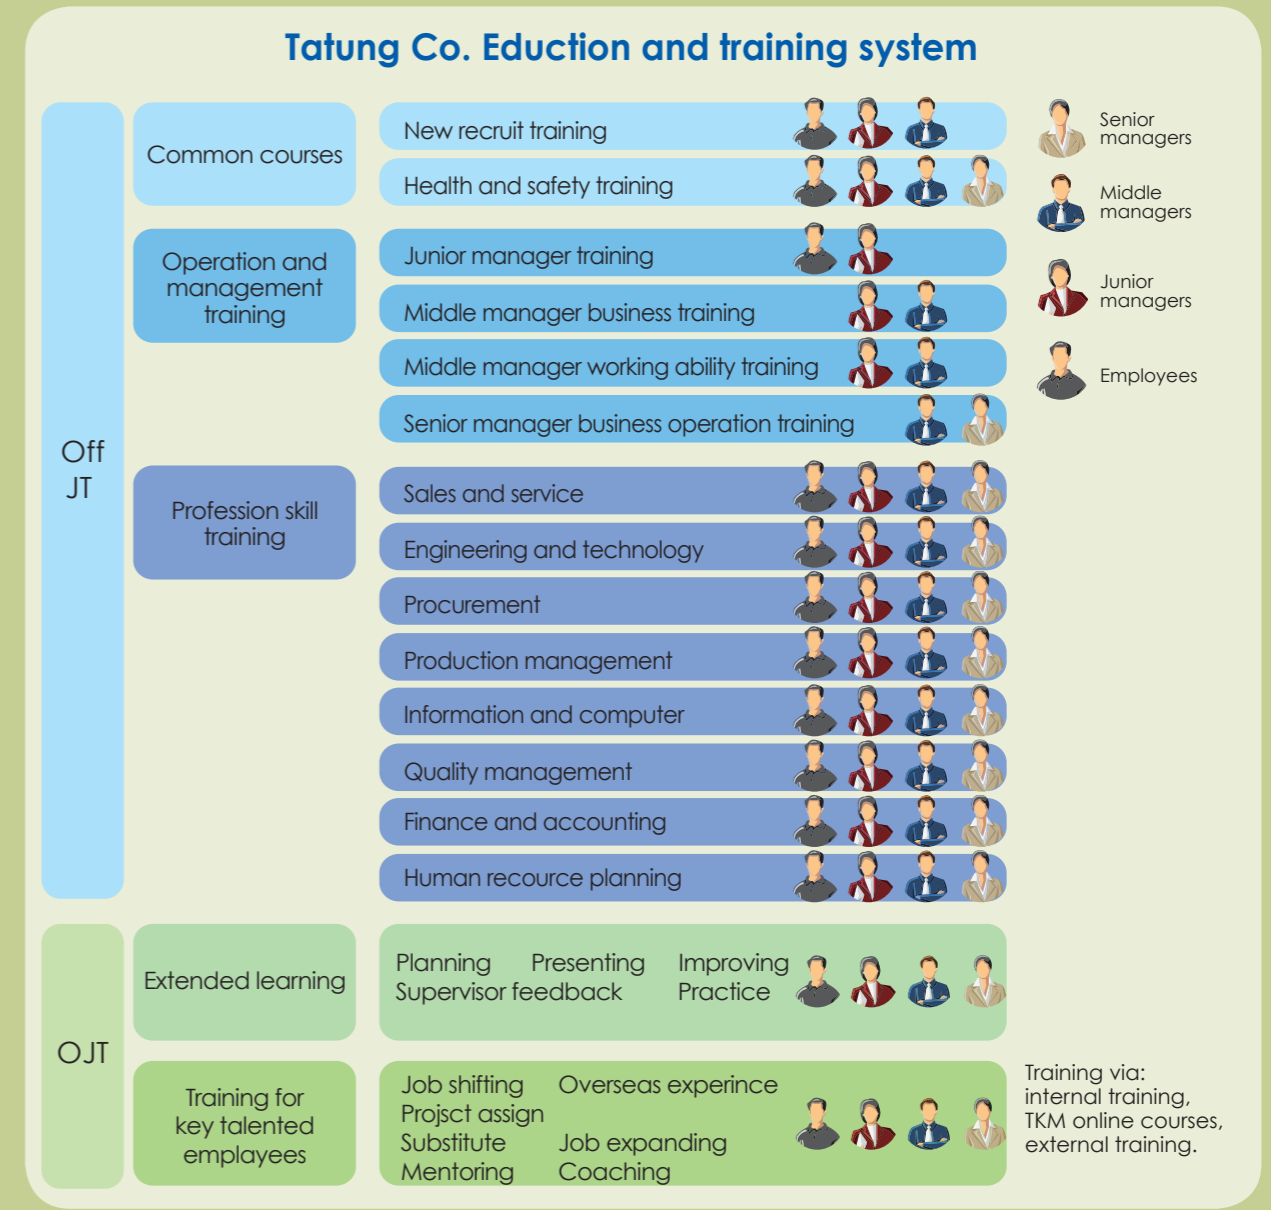 Tatung Co. Eduction and training system
Off
JT
Common courses
New recruit training
Health and safety training
Operation and
management
training
Junior manager training
Middle manager business training
Middle manager working ability training
Senior manager business operation training
Profession skill
training
Sales and service
Engineering and technology
Procurement
Production management
Information and computer
Quality management
Finance and accounting
Human recource planning
Senior
managers
Middle
managers
Junior
managers
Employees
OJT
Extended learning
Planning Presenting Improving
Supervisor feedback Practice
Training for
key talented
emplayees
Job shifting Overseas experince
Projsct assign
Substitute Job expanding
Mentoring Coaching
Training via:
internal training,
TKM online courses,
external training.